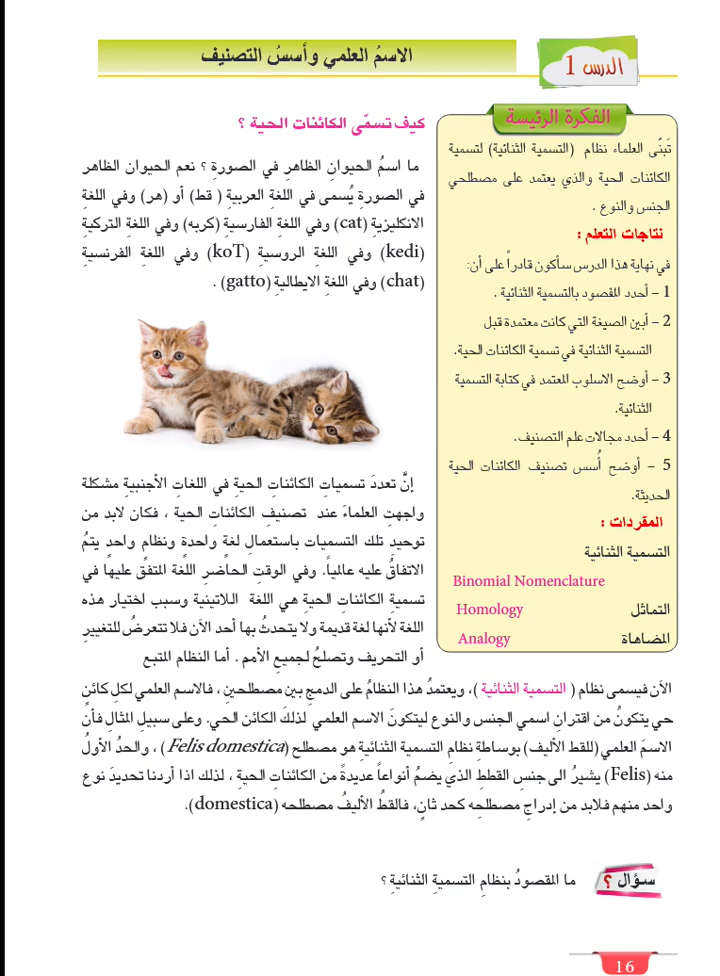 الدرس 1
الاسمُ العلمي وأسسُ التصنيف
الفكرة الرئيسة
تَبنّى العلماء نظام (التسمية الثنائية) لتسمية
الكائنات الحية والذي يعتمد على مصطلحي
الجنس والنوع .
نتاجات التعلم :
في نهاية هذا الدرس سأكون قادراً على أن:
1 – أحدد المقصود بالتسمية الثنائية .
2 – أبين الصيغة التي كانت معتمدة قبل
التسمية الثنائية في تسمية الكائنات الحية.
3 – أوضح الاسلوب المعتمد في كتابة التسمية
الثنائية.
4 – أحدد مجالات علم التصنيف.
5 – أوضح أُسس تصنيف الكائنات الحية
الحديثة.
المفردات :
التسمية الثنائية
Binomial Nomenclature
التماثل Homology
المضاهاة Analogy
كيف تسمّى الكائنات الحية ؟
ما اسمُ الحيوانِ الظاهرِ في الصورةِ ؟ نعم الحيوان الظاهر
في الصورةِ يُسمى في اللغةِ العربيةِ ( قط) أو (هر) وفي اللغةِ
الانكليزيةِ (cat) وفي اللغةِ الفارسيةِ (كربه) وفي اللغةِ التركيةِ
(kedi) وفي اللغةِ الروسيةِ (koT) وفي اللغةِ الفرنسيةِ
(chat) وفي اللغةِ الايطاليةِ (gatto) .
إنَّ تعددَ تسمياتِ الكائناتِ الحيةِ في اللغاتِ الأجنبيةِ مشكلة
واجهتِ العلماءَ عند تصنيفِ الكائناتِ الحيةِ ، فكان لابد من
توحيدِ تلك التسمياتِ باستعمالِ لغةٍ واحدةٍ ونظامٍ واحدٍ يتمُ
الاتفاقُ عليه عالمياً. وفي الوقتِ الحاضرِ اللغة المتفَق عليها في
تسميةِ الكائناتِ الحيةِ هي اللغة اللاتينية وسبب اختيار هذه
اللغة لأنها لغة قديمة ولا يتحدثُ بها أحد الآن فلا تتعرضُ للتغييرِ
أو التحريف وتصلحُ لجميعِ الأمم . أما النظام المتبع
الآن فيسمى نظام ( التسمية الثنائية )، ويعتمدُ هذا النظامُ على الدمجِ بين مصطلحينِ ، فالاسم العلمي لكل كائنٍ
حي يتكونُ من اقترانِ اسمي الجنس والنوع ليتكونَ الاسم العلمي لذلكَ الكائن الحي. وعلى سبيلِ المثالِ فأن
الاسمَ العلمي (للقط الأليف) بوساطةِ نظامِ التسميةِ الثنائيةِ هو مصطلح (Felis domestica) ، والحدُ الأولُ
منه (Felis) يشيرُ الى جنسِ القططِ الذي يضمُ أنواعاً عديدةً من الكائناتِ الحيةِ ، لذلك اذا أردنا تحديدَ نوع
واحد منهم فلابد من إدراجِ مصطلحِه كحد ثانٍ، فالقطُ الأليفُ مصطلحه (domestica).
سؤال ؟
ما المقصودُ بنظامِ التسميةِ الثنائيةِ ؟
16